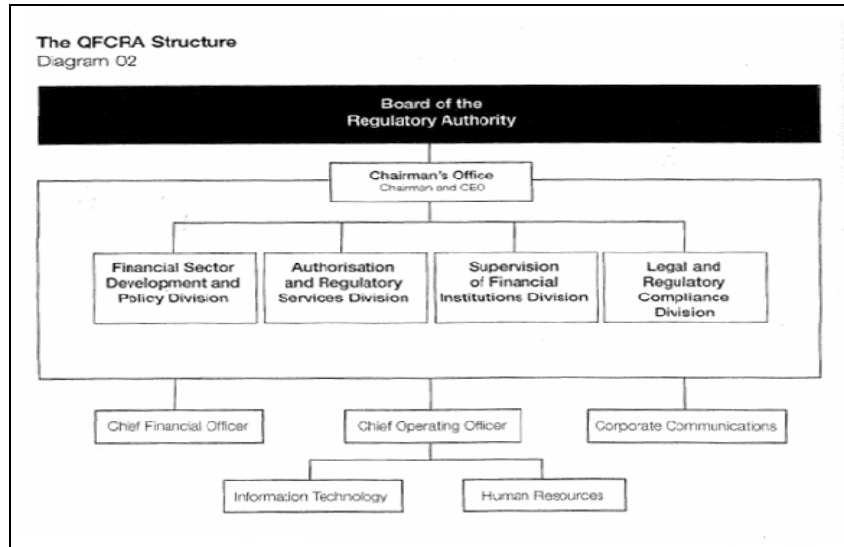 The QFCRA Structure
Diagram 02
Board of the
Regulatory Authority
Chairman's Office
Chairman and CEO
Financial Sector
Development and
Policy Division
Authorisation
and Regulatory
Services Division
Supervision
of Financial
Institutions Division
Legal and
Regulatory
Compliance
Division
Chief Financial Officer
Chief Operating Officer
Corporate Communications
Information Technology
Human Resources